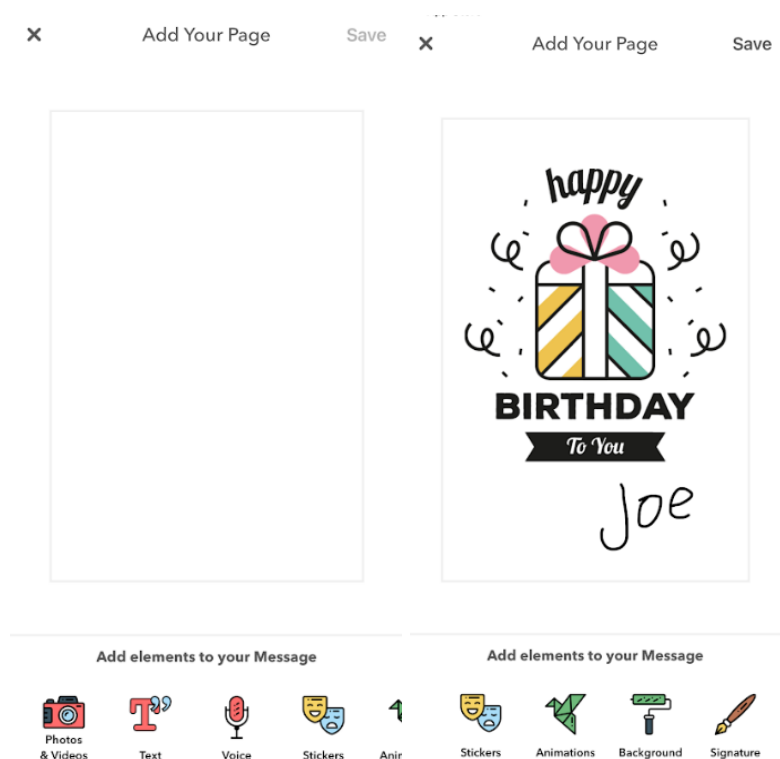 Add Your Page
Save
Add elements to your Message
Photos
& Videos
Text
Voice
Stickers
Add Your Page
Save
happy
BIRTHDAY
To You
Joe
Add elements to your Message
Stickers
Animations
Background
Signature